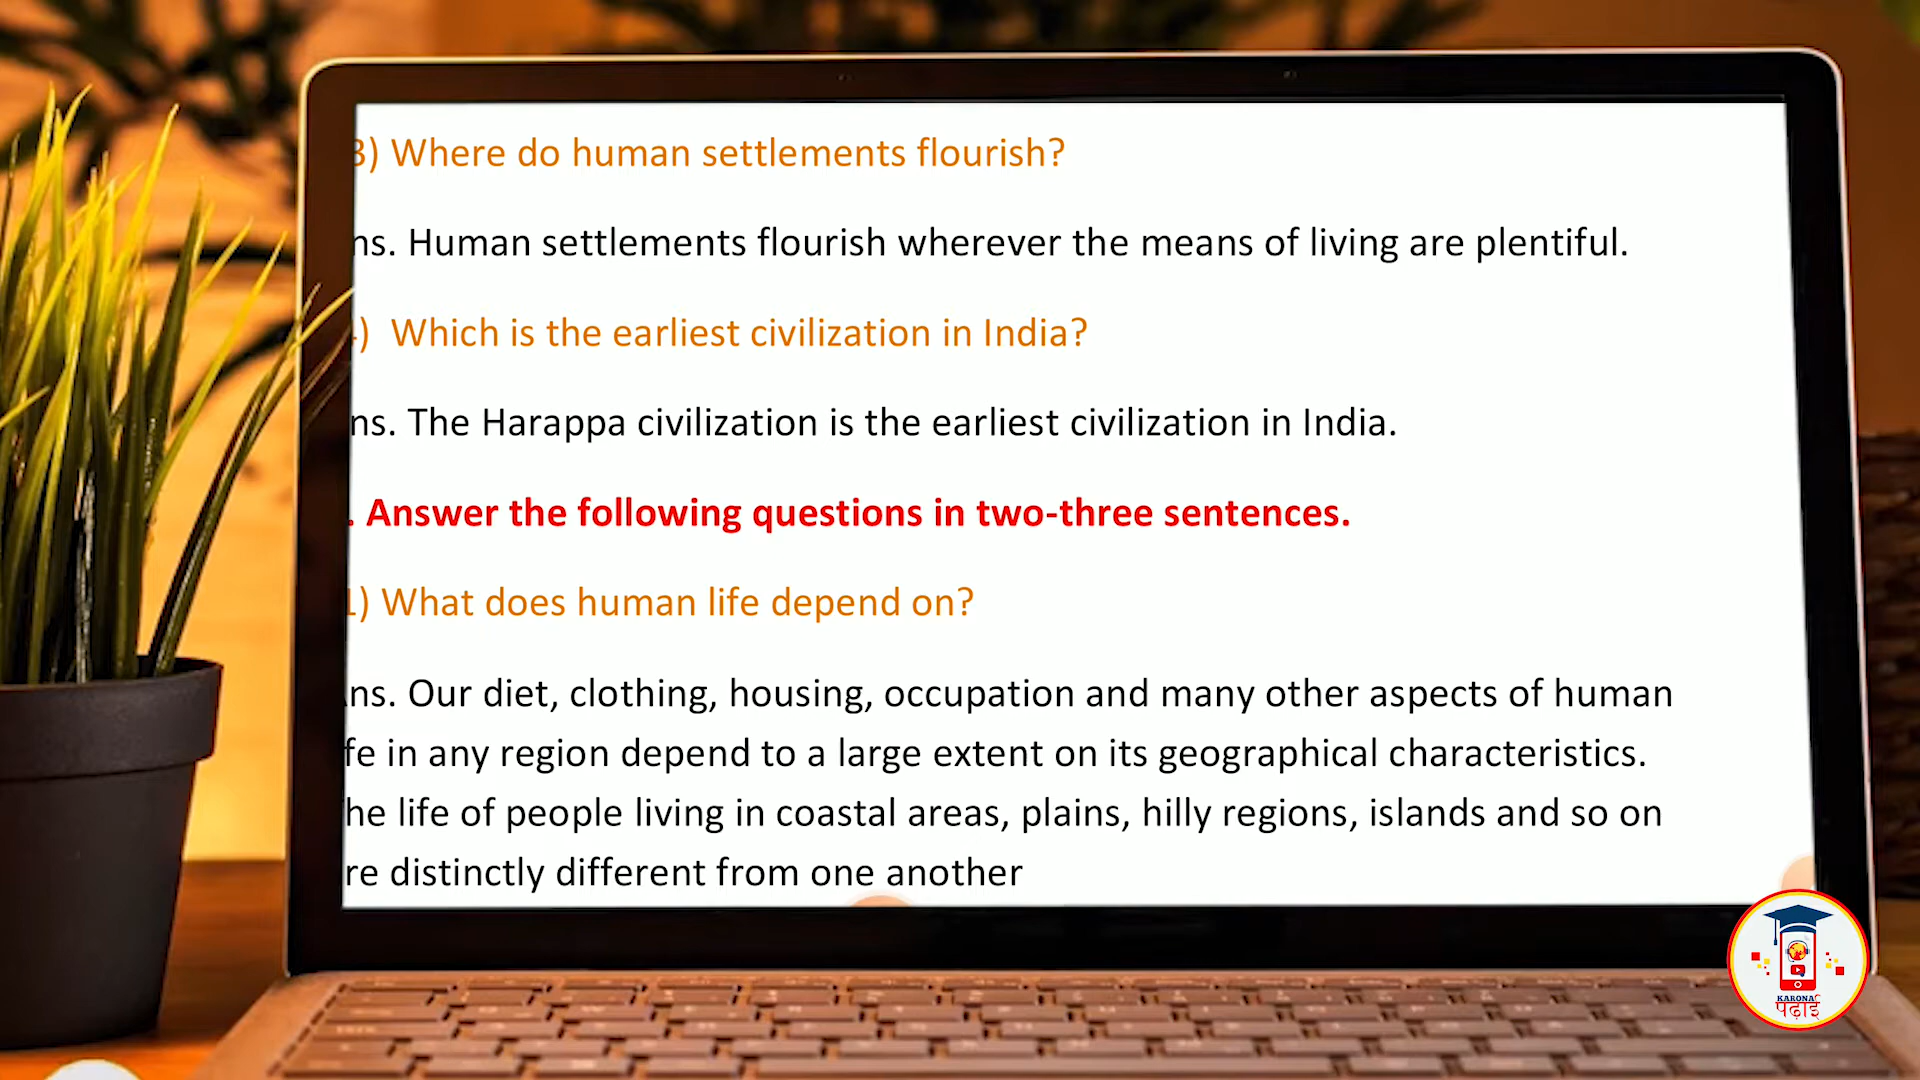 3) Where do human settlements flourish?
ns. Human settlements flourish wherever the means of living are plentiful.
4) Which is the earliest civilization in India?
ns. The Harappa civilization is the earliest civilization in India.
. Answer the following questions in two-three sentences.
1) What does human life depend on?
ns. Our diet, clothing, housing, occupation and many other aspects of human
fe in any region depend to a large extent on its geographical characteristics.
he life of people living in coastal areas, plains, hilly regions, islands and so on
re distinctly different from one another
KARONA
पढ़ाई